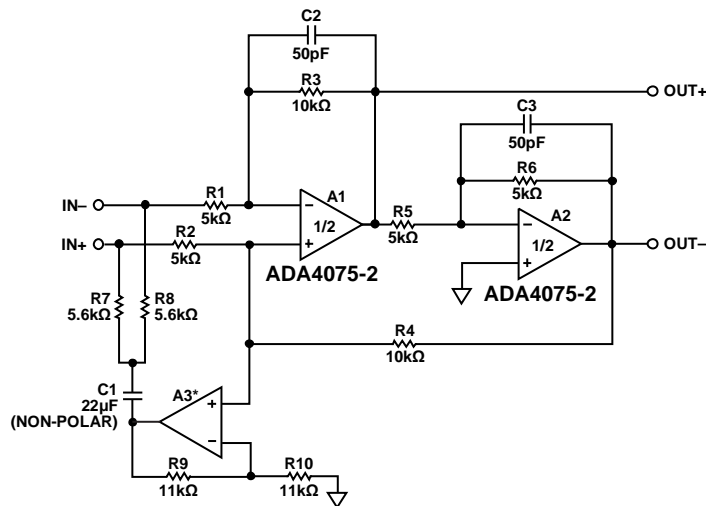 C2
50pF
R3
10kΩ
OUT+
C3
50pF
R6
5kΩ
IN–
R1
5kΩ
A1
1/2
–
+
ADA4075-2
R5
5kΩ
A2
1/2
–
+
ADA4075-2
OUT–
IN+
R2
5kΩ
R7
5.6kΩ
R8
5.6kΩ
R4
10kΩ
C1
22µF
(NON-POLAR)
A3*
+
–
R9
11kΩ
R10
11kΩ